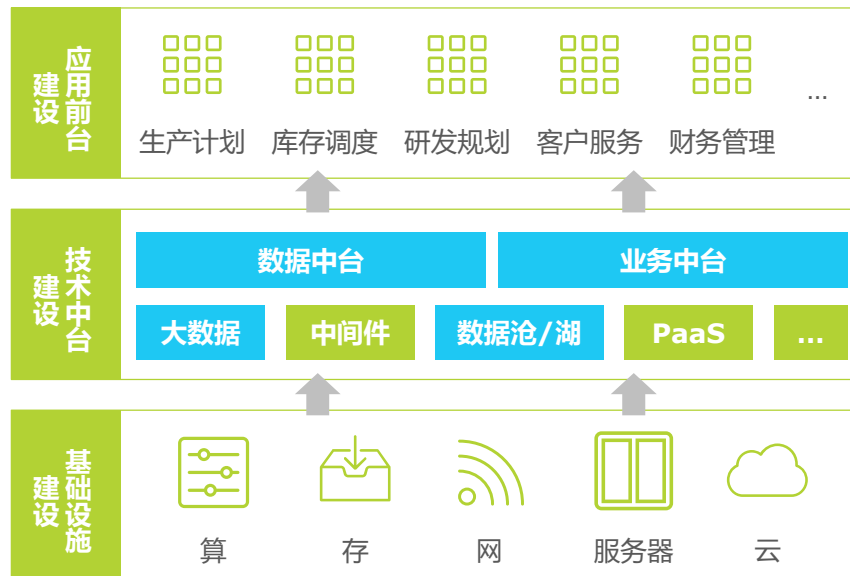 应用前台
建设
生产计划 库存调度 研发规划 客户服务 财务管理 ...
技术中台
建设
数据中台 业务中台
大数据 中间件 数据沧/湖 PaaS ...
基础设施
建设
算 存 网 服务器 云